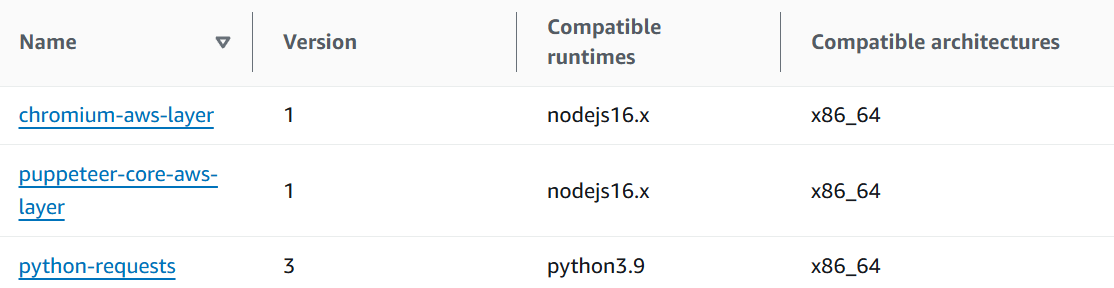 Name Version Compatible runtimes Compatible architectures
chromium-aws-layer 1 nodejs16.x x86_64
puppeteer-core-aws-layer 1 nodejs16.x x86_64
python-requests 3 python3.9 x86_64